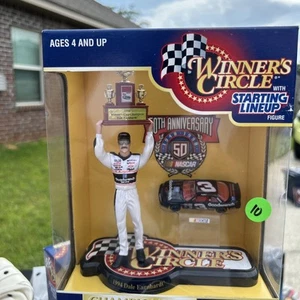 AGES 4 AND UP
WINNER'S
CIRCLE
WITH
STARTING
LINEUP
FIGURE
50TH ANNIVERSARY
50
NASCAR
3
10
WINNER'S
CIRCLE
1994 Dale Earnhardt